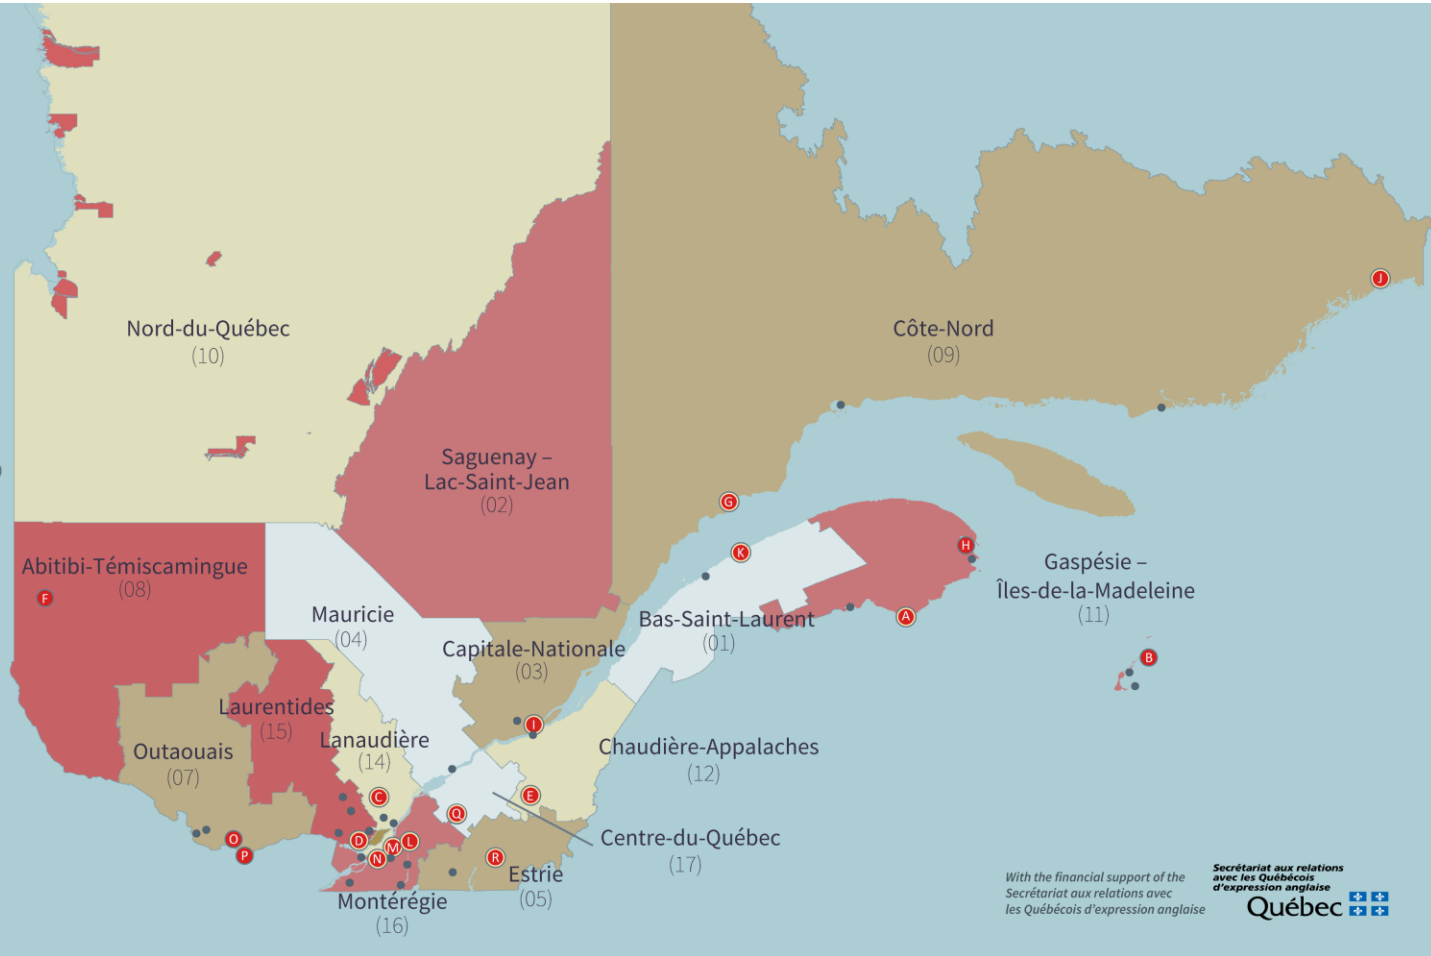 J
Nord-du-Québec
(10)
Côte-Nord
(09)
Saguenay –
Lac-Saint-Jean
(02)
G
K
H
Abitibi-Témiscamingue
(08)
F
Gaspésie –
Îles-de-la-Madeleine
(11)
Mauricie
(04)
Bas-Saint-Laurent
(01)
A
Capitale-Nationale
(03)
B
Laurentides
(15)
I
Lanaudière
(14)
Outaouais
(07)
Chaudière-Appalaches
(12)
C
E
Q
Centre-du-Québec
(17)
O
P
D
M
L
N
R
Estrie
(05)
Montérégie
(16)
With the financial support of the
Secrétariat aux relations avec
les Québécois d'expression anglaise
Secrétariat aux relations
avec les Québécois
d'expression anglaise
Québec